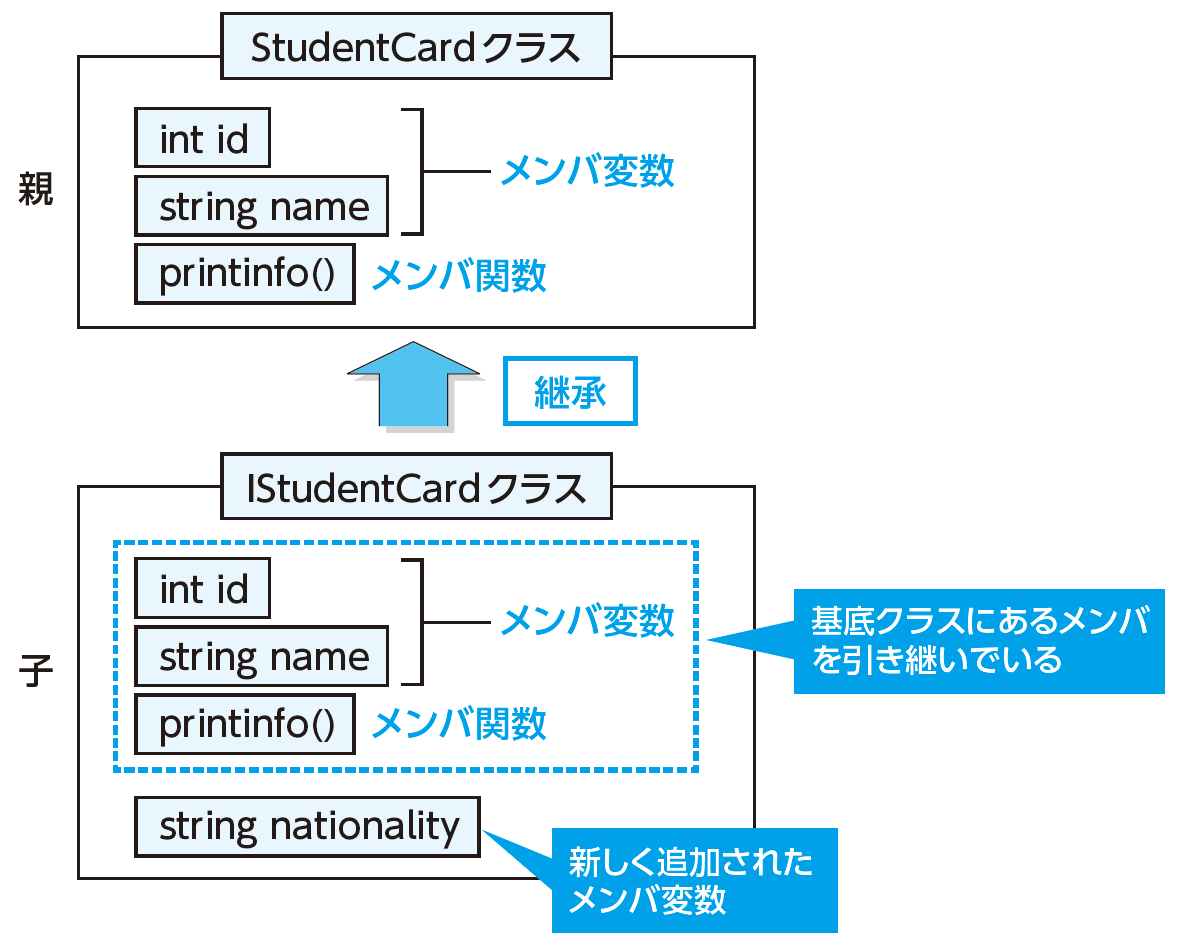 StudentCardクラス
親
int id
string name
メンバ変数
printinfo()
メンバ関数
継承
IStudentCardクラス
子
int id
string name
メンバ変数
printinfo()
メンバ関数
基底クラスにあるメンバ
を引き継いでいる
string nationality
新しく追加された
メンバ変数